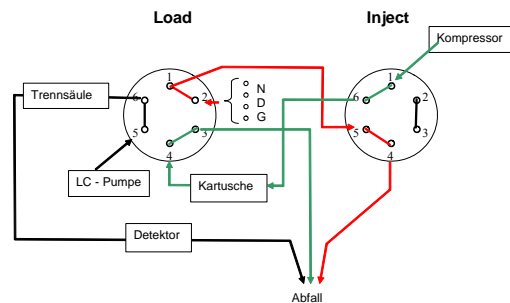 Load
Inject
Kompressor
Trennsäule
1
6
2
5
3
4
N
D
G
1
6
2
5
3
4
LC - Pumpe
Kartusche
Detektor
Abfall